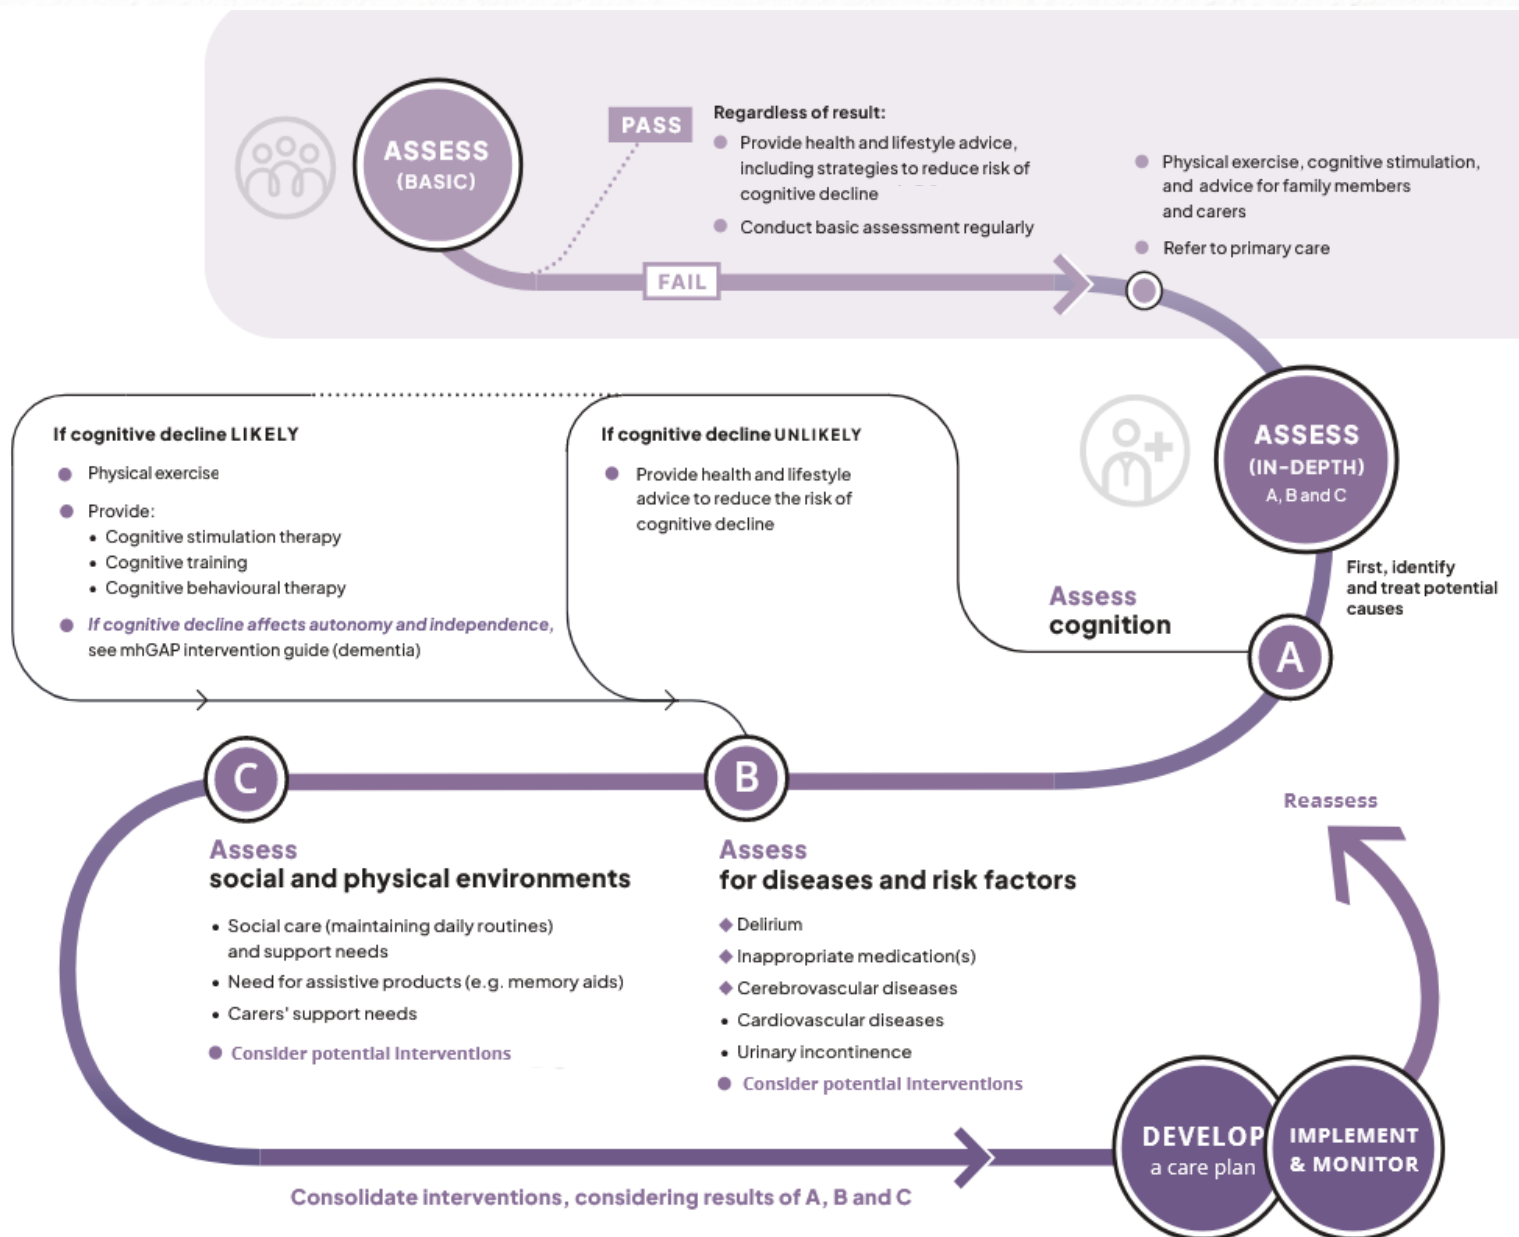 ASSESS
(BASIC)
PASS
Regardless of result:
Provide health and lifestyle advice,
including strategies to reduce risk of
cognitive decline
Conduct basic assessment regularly
FAIL
Physical exercise, cognitive stimulation,
and advice for family members
and carers
Refer to primary care
ASSESS
(IN-DEPTH)
A, B and C
First, identify
and treat potential
causes
If cognitive decline LIKELY
Physical exercise
Provide:
• Cognitive stimulation therapy
• Cognitive training
• Cognitive behavioural therapy
If cognitive decline affects autonomy and independence,
see mhGAP intervention guide (dementia)
If cognitive decline UNLIKELY
Provide health and lifestyle
advice to reduce the risk of
cognitive decline
Assess
cognition
A
B
Assess
for diseases and risk factors
Delirium
Inappropriate medication(s)
Cerebrovascular diseases
• Cardiovascular diseases
• Urinary incontinence
Consider potential interventions
C
Assess
social and physical environments
• Social care (maintaining daily routines)
and support needs
• Need for assistive products (e.g. memory aids)
• Carers' support needs
Consider potential interventions
Consolidate interventions, considering results of A, B and C
DEVELOP
a care plan
IMPLEMENT
& MONITOR
Reassess